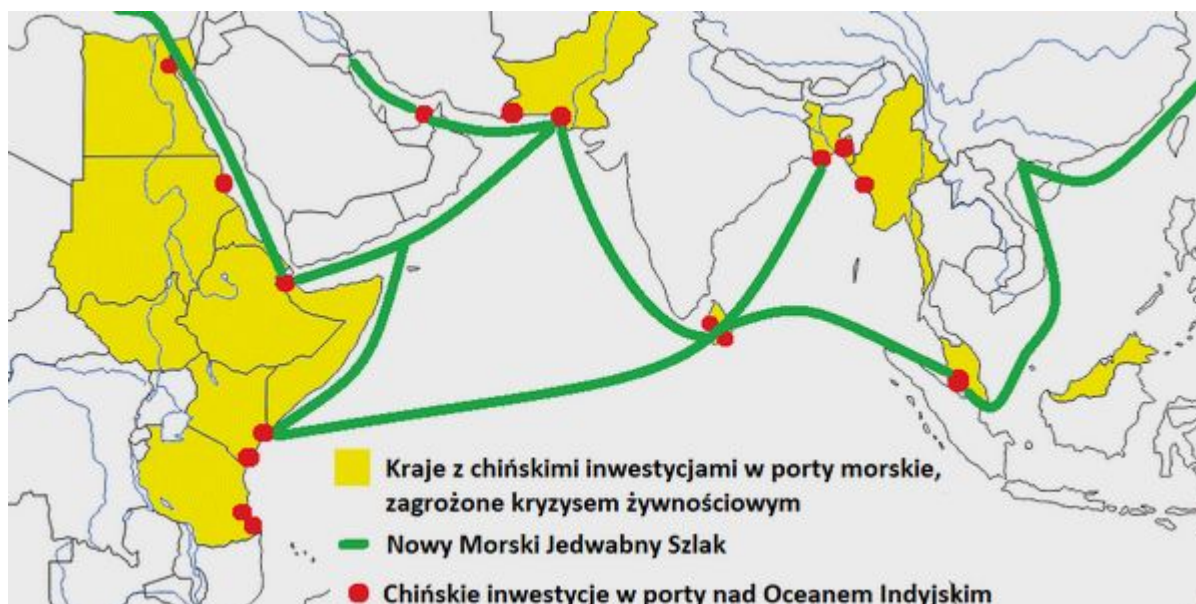 Kraje z chińskimi inwestycjami w porty morskie,
zagrożone kryzysem żywnościowym
Nowy Morski Jedwabny Szlak
Chińskie inwestycje w porty nad Oceanem Indyjskim